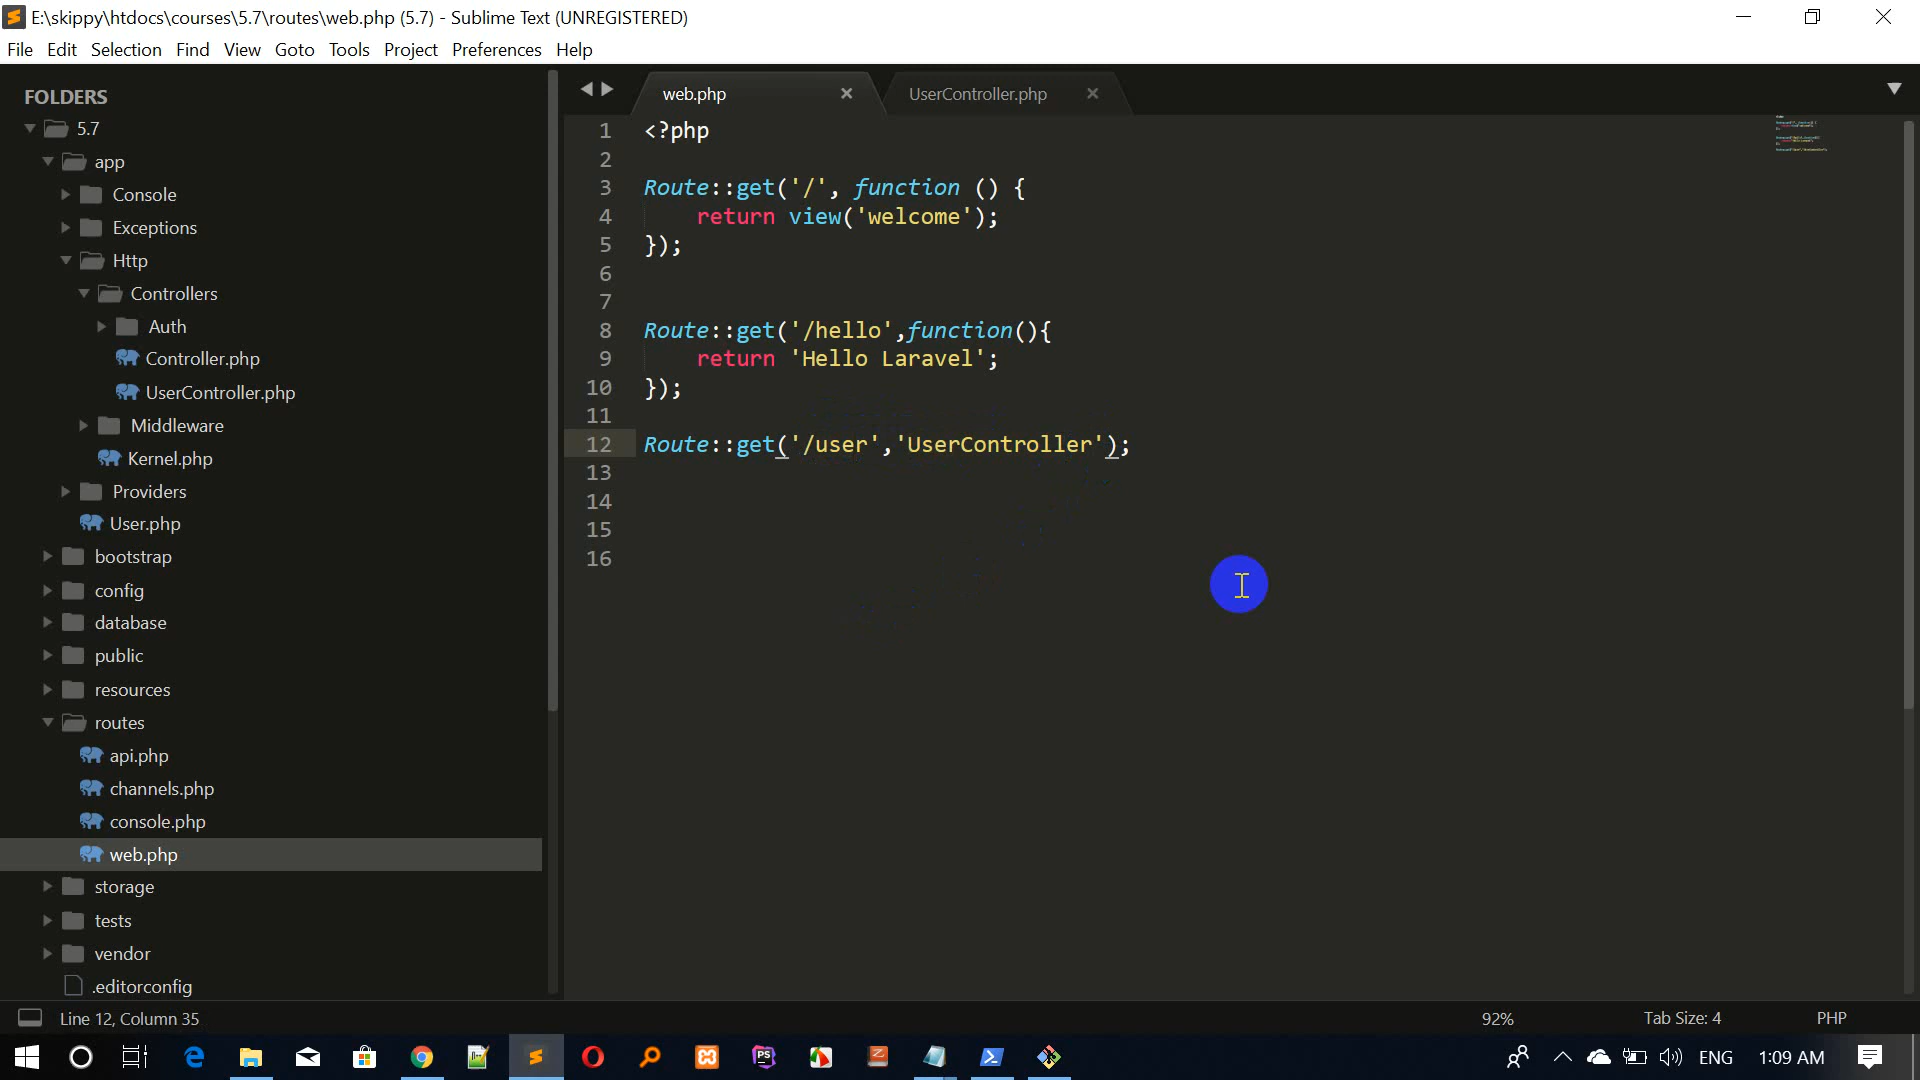 E:\skippy\htdocs\courses\5.7\routes\web.php (5.7) - Sublime Text (UNREGISTERED)
File Edit Selection Find View Goto Tools Project Preferences Help
FOLDERS
5.7
app
Console
Exceptions
Http
Controllers
Auth
Controller.php
UserController.php
Middleware
Kernel.php
Providers
User.php
bootstrap
config
database
public
resources
routes
api.php
channels.php
console.php
web.php
storage
tests
vendor
.editorconfig
web.php UserController.php
1 <?php
2
3 Route::get('/', function () {
4     return view('welcome');
5 });
6
7
8 Route::get('/hello',function(){
9     return 'Hello Laravel';
10 });
11
12 Route::get('/user','UserController');
13
14
15
16
Line 12, Column 35 92% Tab Size: 4 PHP
ENG 1:09 AM